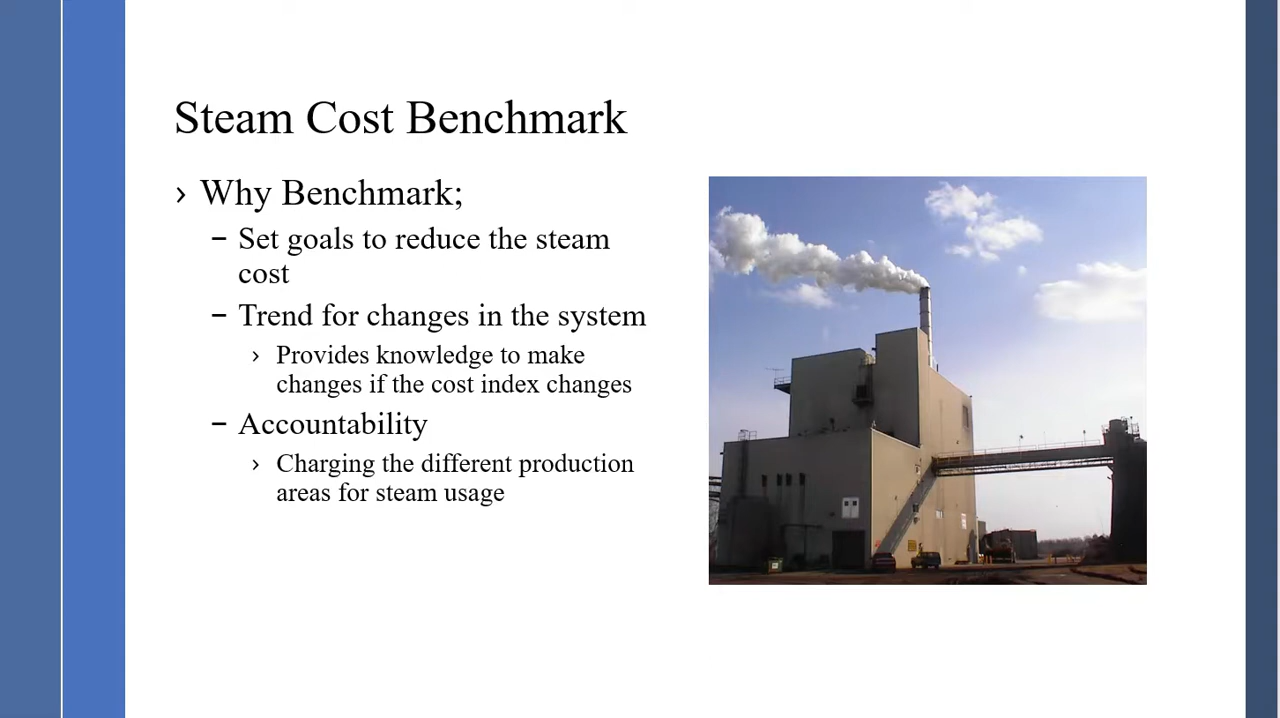 Steam Cost Benchmark
› Why Benchmark;
– Set goals to reduce the steam
cost
– Trend for changes in the system
› Provides knowledge to make
changes if the cost index changes
– Accountability
› Charging the different production
areas for steam usage